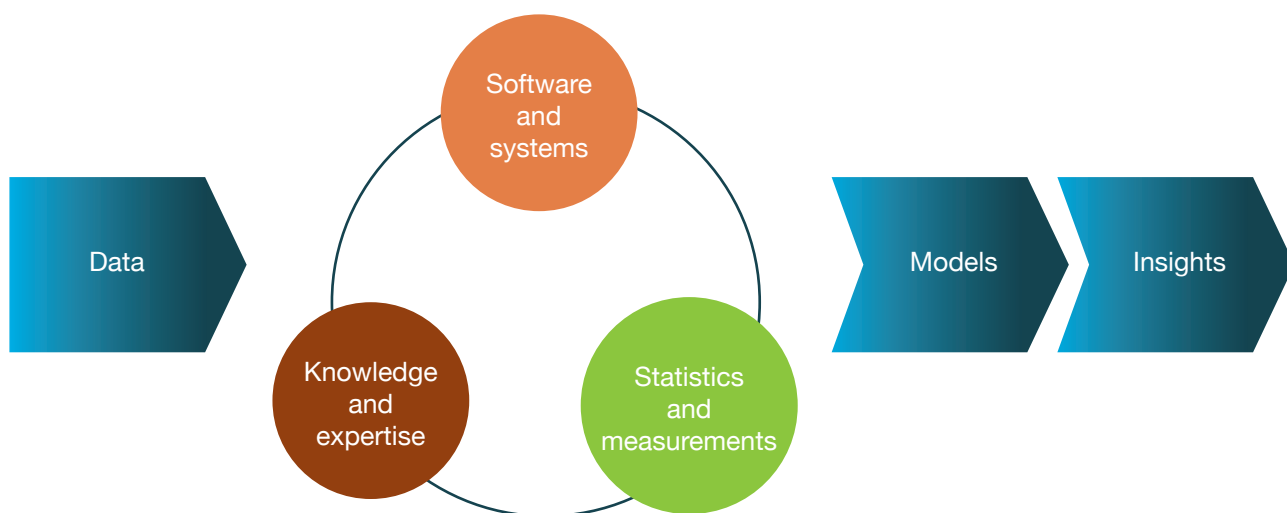 Data
Software
and
systems
Knowledge
and
expertise
Statistics
and
measurements
Models
Insights